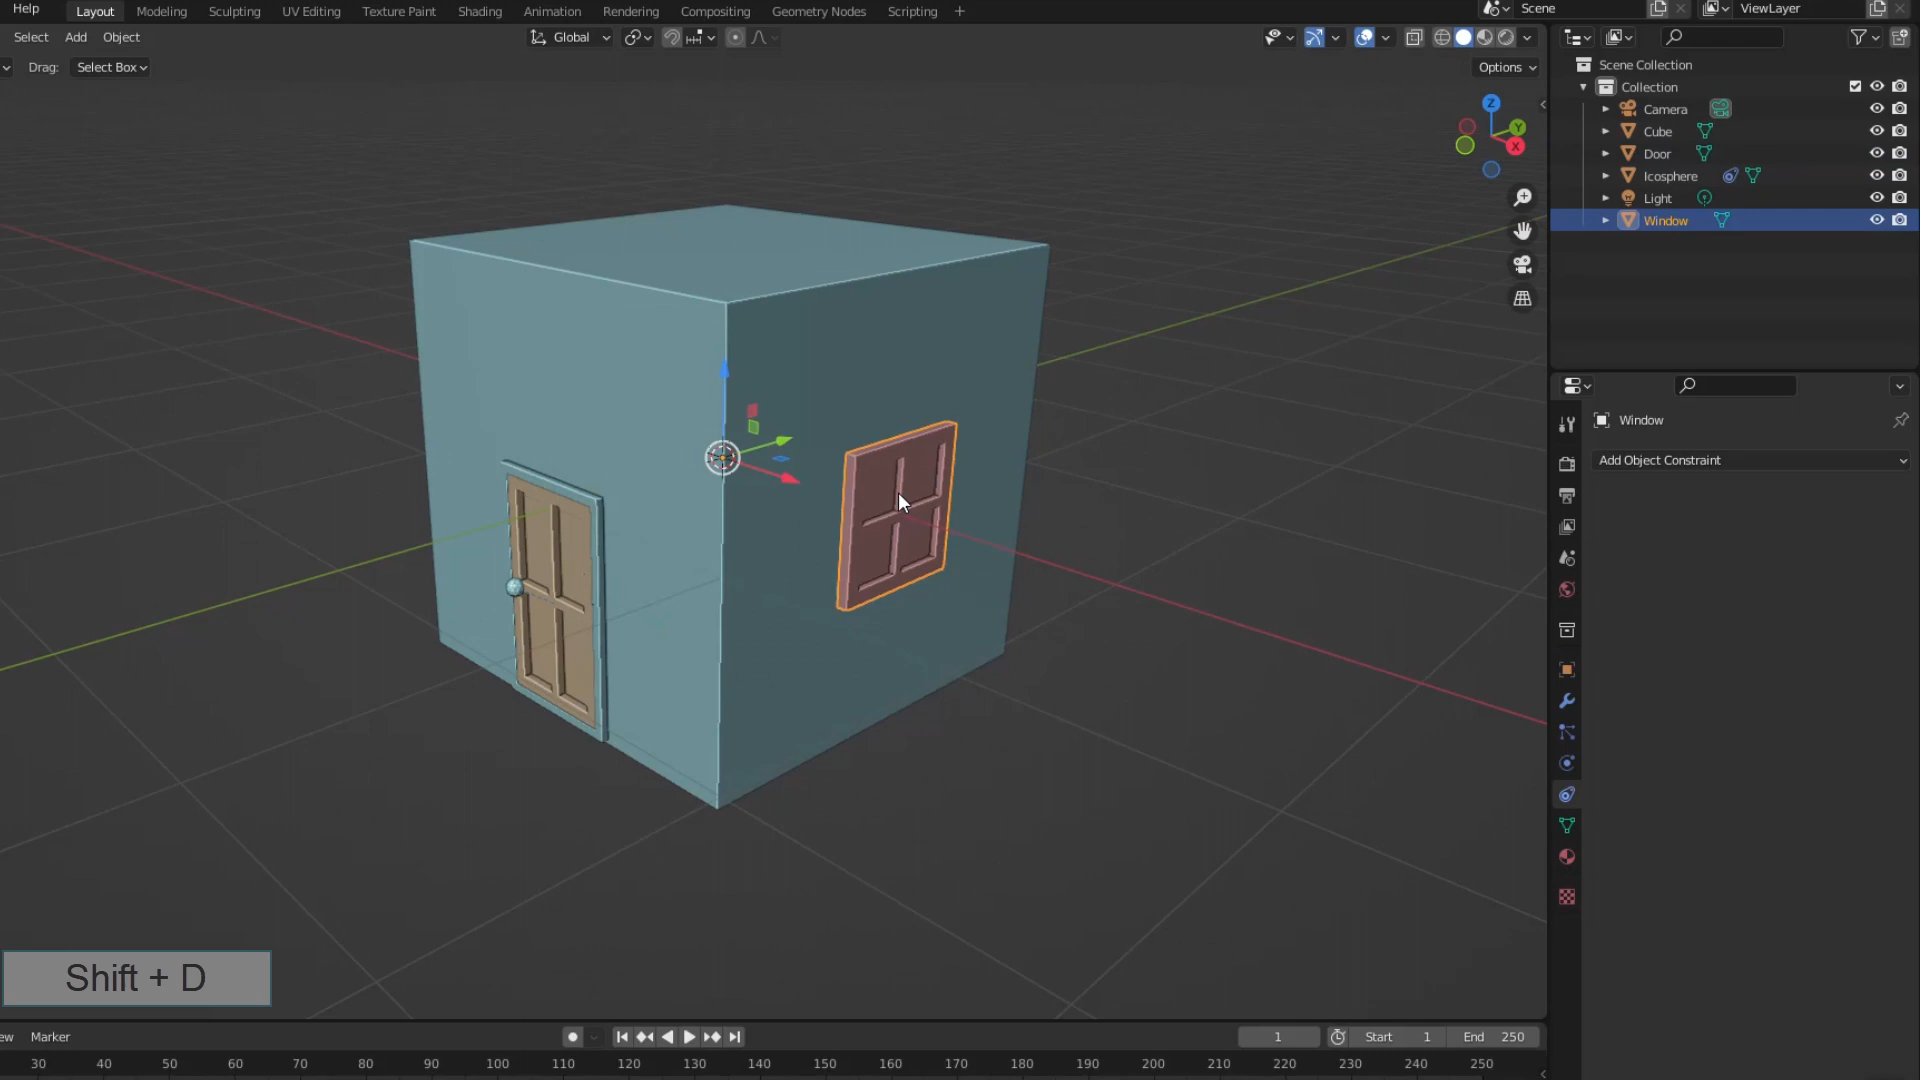 Help
Layout Modeling Sculpting UV Editing Texture Paint Shading Animation Rendering Compositing Geometry Nodes Scripting +
Scene
ViewLayer
Select Add Object
Global
Drag: Select Box
Options
Z
Y
X
Scene Collection
Collection
Camera
Cube
Door
Icosphere
Light
Window
Window
Add Object Constraint
Shift + D
ew Marker
1
Start 1
End 250
30 40 50 60 70 80 90 100 110 120 130 140 150 160 170 180 190 200 210 220 230 240 250